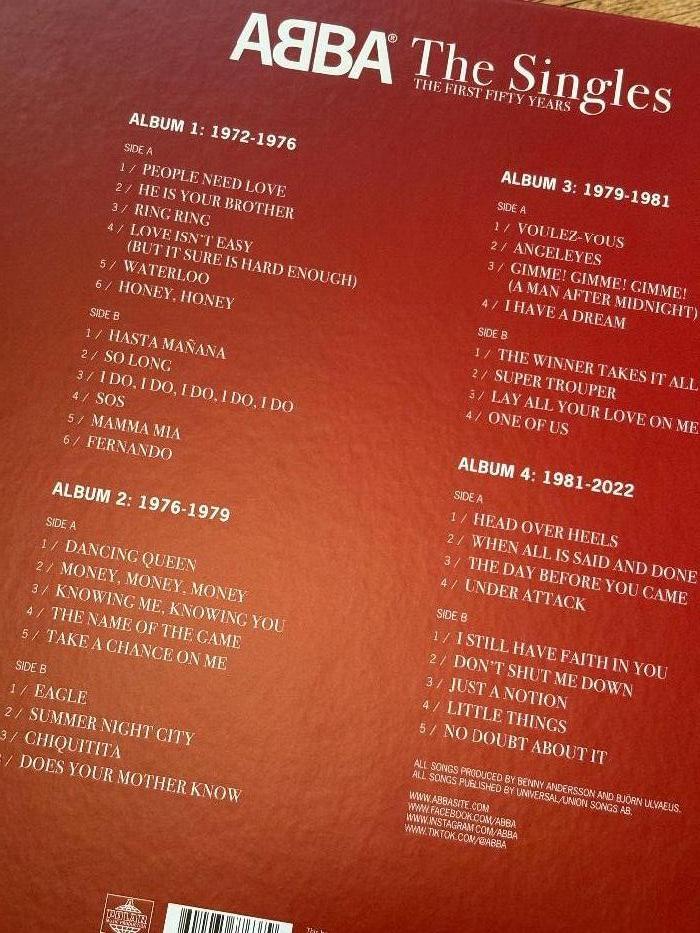 ABBA® The Singles
THE FIRST FIFTY YEARS
ALBUM 1: 1972-1976
SIDE A
1 / PEOPLE NEED LOVE
2 / HE IS YOUR BROTHER
3 / RING RING
4 / LOVE ISN'T EASY
(BUT IT SURE IS HARD ENOUGH)
5 / WATERLOO
6 / HONEY, HONEY
SIDE B
1 / HASTA MAÑANA
2 / SO LONG
3 / I DO, I DO, I DO, I DO, I DO
4 / SOS
5 / MAMMA MIA
6 / FERNANDO
ALBUM 2: 1976-1979
SIDE A
1 / DANCING QUEEN
2 / MONEY, MONEY, MONEY
3 / KNOWING ME, KNOWING YOU
4 / THE NAME OF THE GAME
5 / TAKE A CHANCE ON ME
SIDE B
1 / EAGLE
2 / SUMMER NIGHT CITY
3 / CHIQUITITA
/ DOES YOUR MOTHER KNOW
ALBUM 3: 1979-1981
SIDE A
1 / VOULEZ-VOUS
2 / ANGELEYES
3 / GIMME! GIMME! GIMME!
(A MAN AFTER MIDNIGHT)
4 / I HAVE A DREAM
SIDE B
1 / THE WINNER TAKES IT ALL
2 / SUPER TROUPER
3 / LAY ALL YOUR LOVE ON ME
4 / ONE OF US
ALBUM 4: 1981-2022
SIDE A
1 / HEAD OVER HEELS
2 / WHEN ALL IS SAID AND DONE
3 / THE DAY BEFORE YOU CAME
4 / UNDER ATTACK
SIDE B
1 / I STILL HAVE FAITH IN YOU
2 / DON'T SHUT ME DOWN
3 / JUST A NOTION
4 / LITTLE THINGS
5 / NO DOUBT ABOUT IT
ALL SONGS PRODUCED BY BENNY ANDERSSON AND BJÖRN ULVAEUS.
ALL SONGS PUBLISHED BY UNIVERSAL/UNION SONGS AB.
WWW.ABBASITE.COM
WWW.FACEBOOK.COM/ABBA
WWW.INSTAGRAM.COM/ABBA
WWW.TIKTOK.COM/@ABBA
POLAR